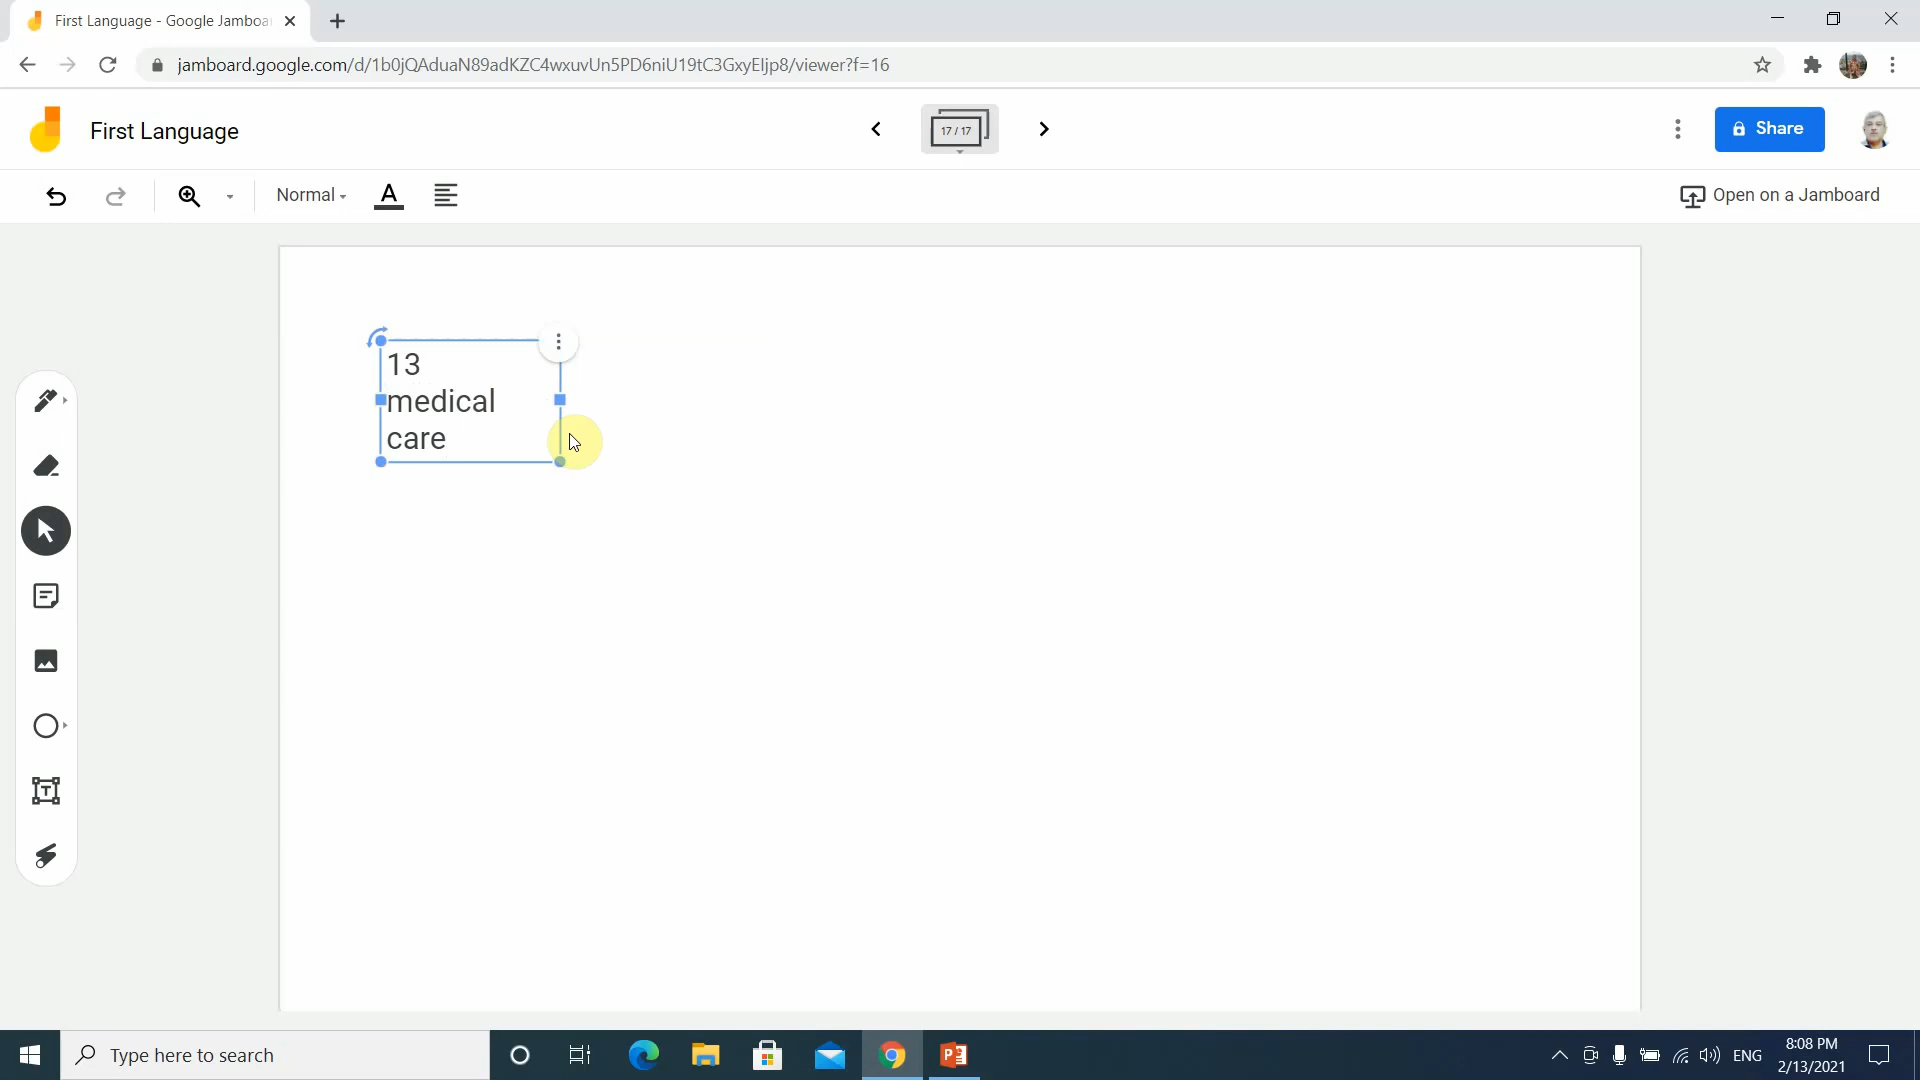 First Language - Google Jamboa
jamboard.google.com/d/1b0jQAduaN89adKZC4wxuvUn5PD6niU19tC3GxyEljp8/viewer?f=16
First Language
17 / 17
Share
Normal
A
Open on a Jamboard
13
medical
care
T
Type here to search
P
ENG
8:08 PM
2/13/2021